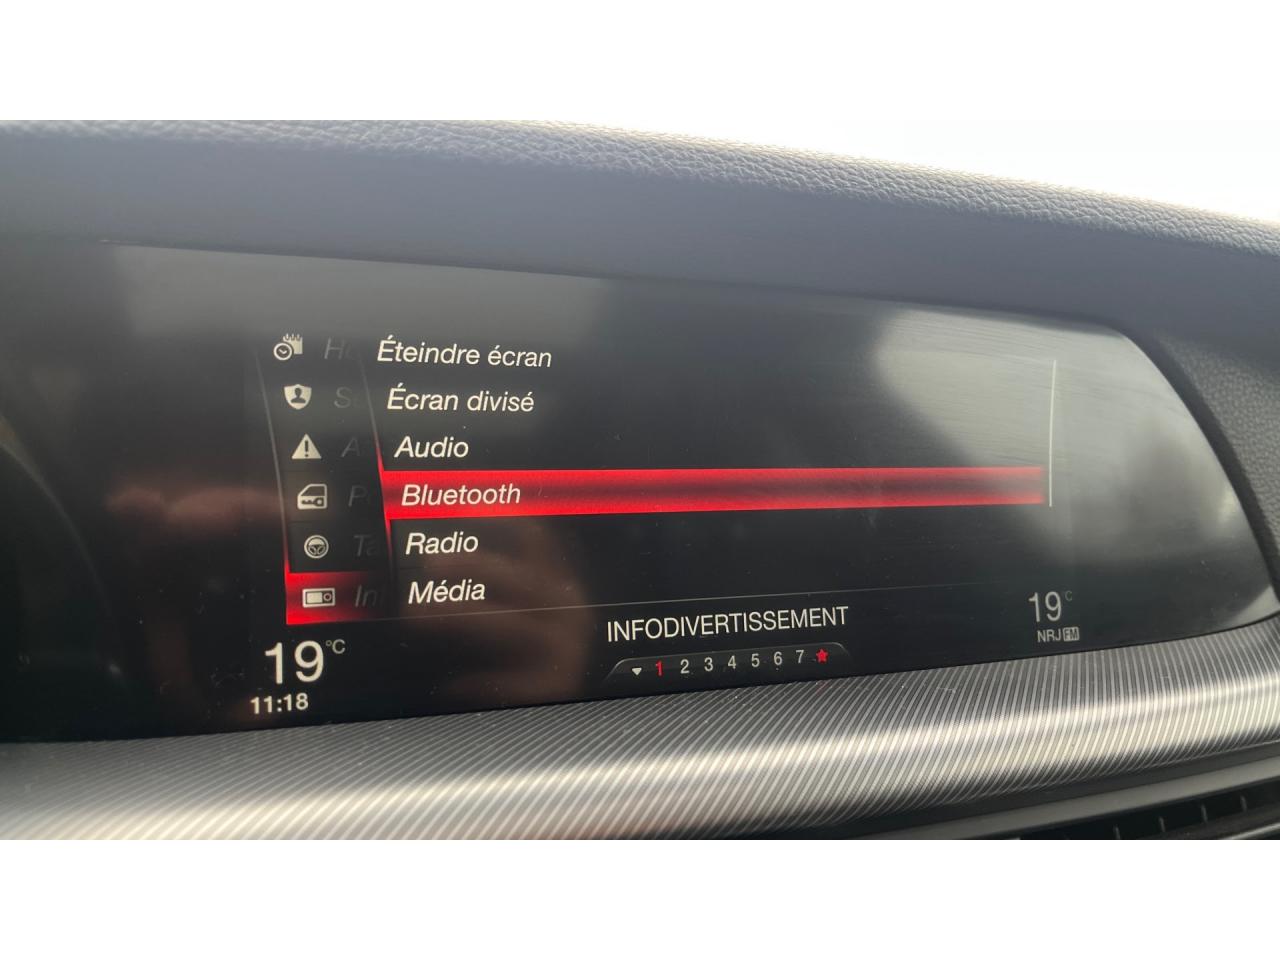 Éteindre écran
Écran divisé
Audio
Bluetooth
Radio
Média
INFODIVERTISSEMENT
1 2 3 4 5 6 7
19°C
11:18
19°C
NRJ FM